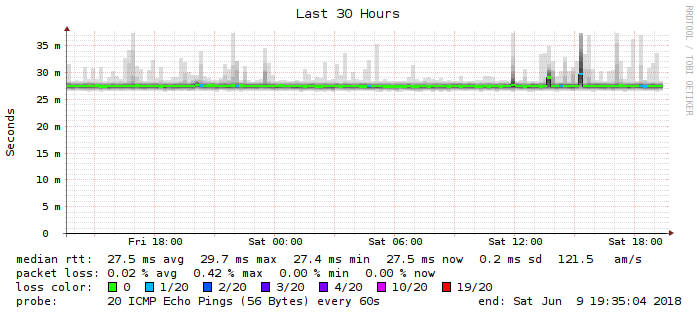 Last 30 Hours
RRDTOOL / TOBI OETIKER
Seconds
35 m
30 m
25 m
20 m
15 m
10 m
5 m
0
Fri 18:00 Sat 00:00 Sat 06:00 Sat 12:00 Sat 18:00
median rtt: 27.5 ms avg 29.7 ms max 27.4 ms min 27.5 ms now 0.2 ms sd 121.5 am/s
packet loss: 0.02 % avg 0.42 % max 0.00 % min 0.00 % now
loss color: 0 1/20 2/20 3/20 4/20 10/20 19/20
probe: 20 ICMP Echo Pings (56 Bytes) every 60s end: Sat Jun 9 19:35:04 2018